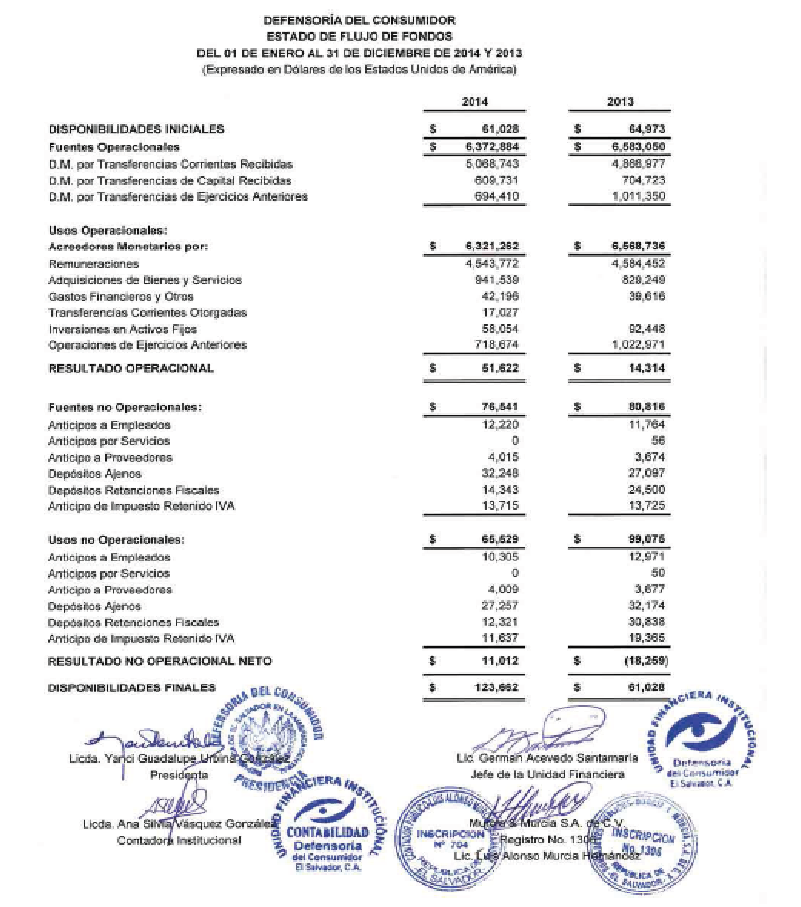 DEFENSORÍA DEL CONSUMIDOR
ESTADO DE FLUJO DE FONDOS
DEL 01 DE ENERO AL 31 DE DICIEMBRE DE 2014 Y 2013
(Expresado en Dólares de los Estados Unidos de América)
2014 2013
DISPONIBILIDADES INICIALES $ 61,028 $ 64,973
Fuentes Operacionales $ 6,372,884 $ 6,583,050
D.M. por Transferencias Corrientes Recibidas 5,068,743 4,866,977
D.M. por Transferencias de Capital Recibidas 609,731 704,723
D.M. por Transferencias de Ejercicios Anteriores 694,410 1,011,350
Usos Operacionales:
Acreedores Monetarios por: $ 6,321,262 $ 6,568,736
Remuneraciones 4,543,772 4,584,452
Adquisiciones de Bienes y Servicios 941,539 829,249
Gastos Financieros y Otros 42,196 39,616
Transferencias Corrientes Otorgadas 17,027
Inversiones en Activos Fijos 58,054 92,448
Operaciones de Ejercicios Anteriores 718,674 1,022,971
RESULTADO OPERACIONAL $ 51,622 $ 14,314
Fuentes no Operacionales: $ 76,541 $ 80,816
Anticipos a Empleados 12,220 11,764
Anticipos por Servicios 0 56
Anticipo a Proveedores 4,015 3,674
Depósitos Ajenos 32,248 27,097
Depósitos Retenciones Fiscales 14,343 24,500
Anticipo de Impuesto Retenido IVA 13,715 13,725
Usos no Operacionales: $ 65,529 $ 99,075
Anticipos a Empleados 10,305 12,971
Anticipos por Servicios 0 50
Anticipo a Proveedores 4,009 3,677
Depósitos Ajenos 27,257 32,174
Depósitos Retenciones Fiscales 12,321 30,838
Anticipo de Impuesto Retenido IVA 11,637 19,365
RESULTADO NO OPERACIONAL NETO $ 11,012 $ (18,259)
DISPONIBILIDADES FINALES $ 123,662 $ 61,028
DEFENSORIA DEL CONSUMIDOR
PRESIDENCIA
UNIDAD FINANCIERA INSTITUCIONAL
Defensoría
del Consumidor
El Salvador, C.A.
Licda. Yanci Guadalupe Urbina González
Presidenta
Lic. German Acevedo Santamaría
Jefe de la Unidad Financiera
Licda. Ana Silvia Vásquez González
Contadora Institucional
UNIDAD FINANCIERA INSTITUCIONAL
CONTABILIDAD
Defensoría
del Consumidor
El Salvador, C.A.
Murcia & Murcia S.A. de C.V.
Registro No. 1306
Lic. Luis Alonso Murcia Hernández
INSCRIPCION
Nº 704
REPUBLICA DE
EL SALVADOR
INSCRIPCION
No. 1306
REPUBLICA DE
EL SALVADOR